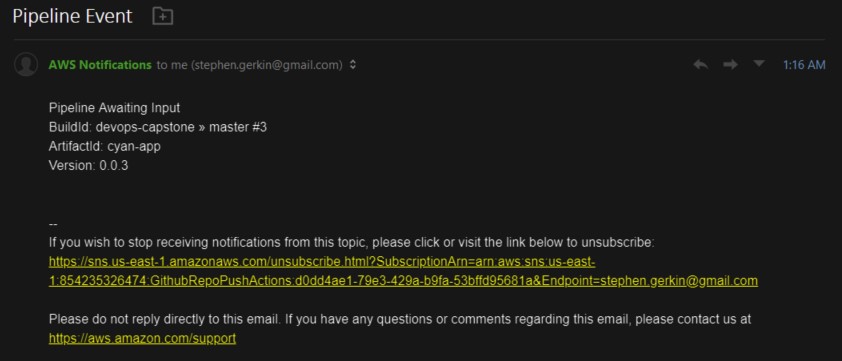 Pipeline Event
AWS Notifications to me (stephen.gerkin@gmail.com) 1:16 AM
Pipeline Awaiting Input
BuildId: devops-capstone » master #3
ArtifactId: cyan-app
Version: 0.0.3
--
If you wish to stop receiving notifications from this topic, please click or visit the link below to unsubscribe:
https://sns.us-east-1.amazonaws.com/unsubscribe.html?SubscriptionArn=arn:aws:sns:us-east-
1:854235326474:GithubRepoPushActions:d0dd4ae1-79e3-429a-b9fa-53bffd95681a&Endpoint=stephen.gerkin@gmail.com
Please do not reply directly to this email. If you have any questions or comments regarding this email, please contact us at
https://aws.amazon.com/support